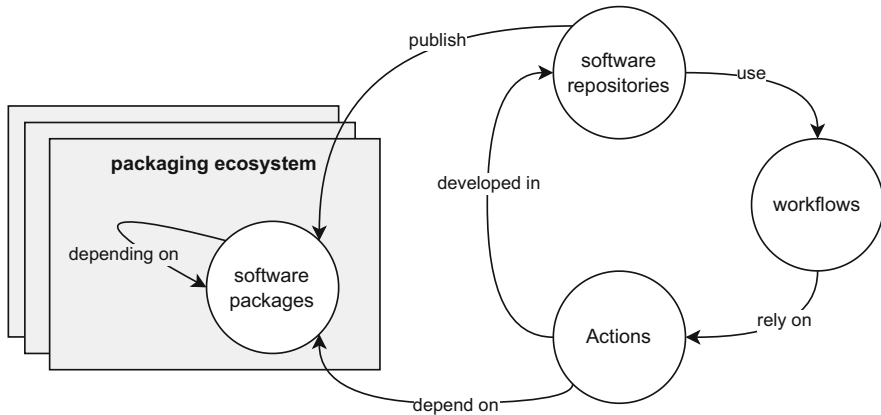 publish
software
repositories
use
packaging ecosystem
developed in
workflows
depending on
software
packages
rely on
Actions
depend on